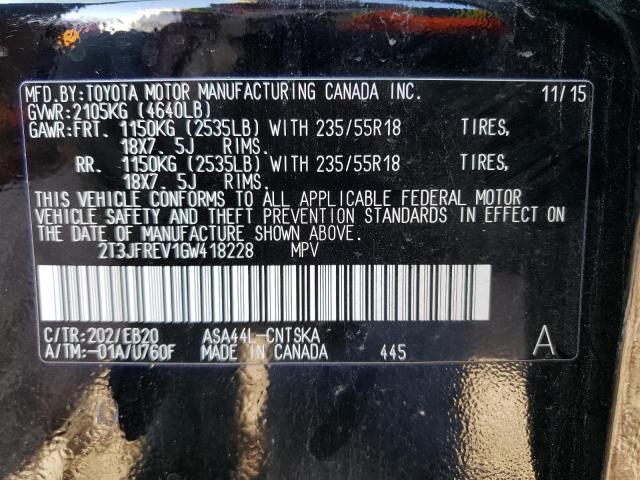 MFD.BY:TOYOTA MOTOR MANUFACTURING CANADA INC. 11/15
GVWR:2105KG (4640LB)
GAWR:FRT. 1150KG (2535LB) WITH 235/55R18 TIRES,
18X7.5J RIMS.
RR. 1150KG (2535LB) WITH 235/55R18 TIRES,
18X7.5J RIMS.
THIS VEHICLE CONFORMS TO ALL APPLICABLE FEDERAL MOTOR
VEHICLE SAFETY AND THEFT PREVENTION STANDARDS IN EFFECT ON
THE DATE OF MANUFACTURE SHOWN ABOVE.
2T3JFREV1GW418228 MPV
C/TR:202/EB20 ASA44L-CNTSKA
A/TM:-01A/U760F MADE IN CANADA 445 A